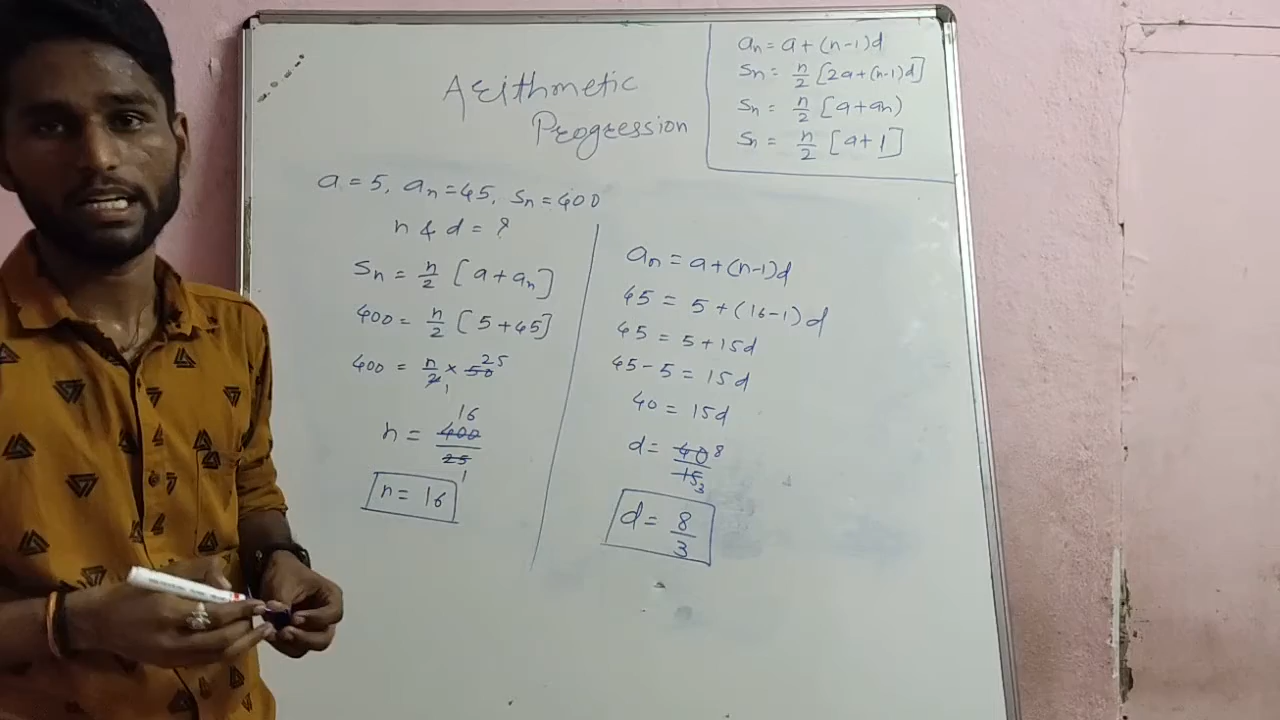 Arithmetic
Progression
an = a + (n-1)d
Sn = n/2 [2a + (n-1)d]
Sn = n/2 [a + an)
Sn = n/2 [a + l]
a = 5, an = 45, Sn = 400
n & d = ?
Sn = n/2 [a + an]
400 = n/2 [5 + 45]
400 = n/2 × 50 25
1
16
n = 400/25
1
n = 16
an = a + (n-1)d
45 = 5 + (16-1)d
45 = 5 + 15d
45 - 5 = 15d
40 = 15d
d = 40/15 8
3
d = 8/3